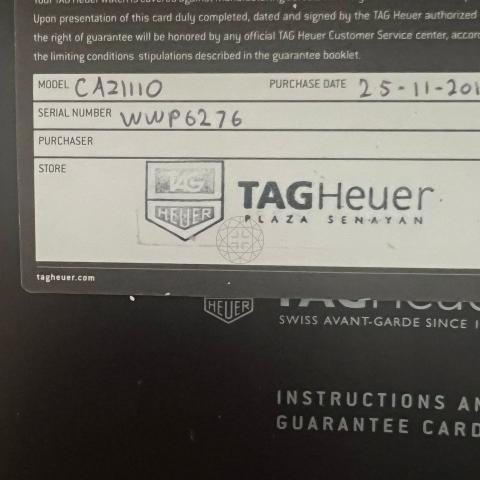 Upon presentation of this card duly completed, dated and signed by the TAG Heuer authorized
the right of guarantee will be honored by any official TAG Heuer Customer Service center,
the limiting conditions stipulations described in the guarantee booklet.
MODEL CAZ1110 PURCHASE DATE 25-11-201
SERIAL NUMBER WWP6276
PURCHASER
STORE
TAG
HEUER
TAGHeuer
PLAZA SENAYAN
tagheuer.com
HEUER
SWISS AVANT-GARDE SINCE
INSTRUCTIONS
GUARANTEE CARD